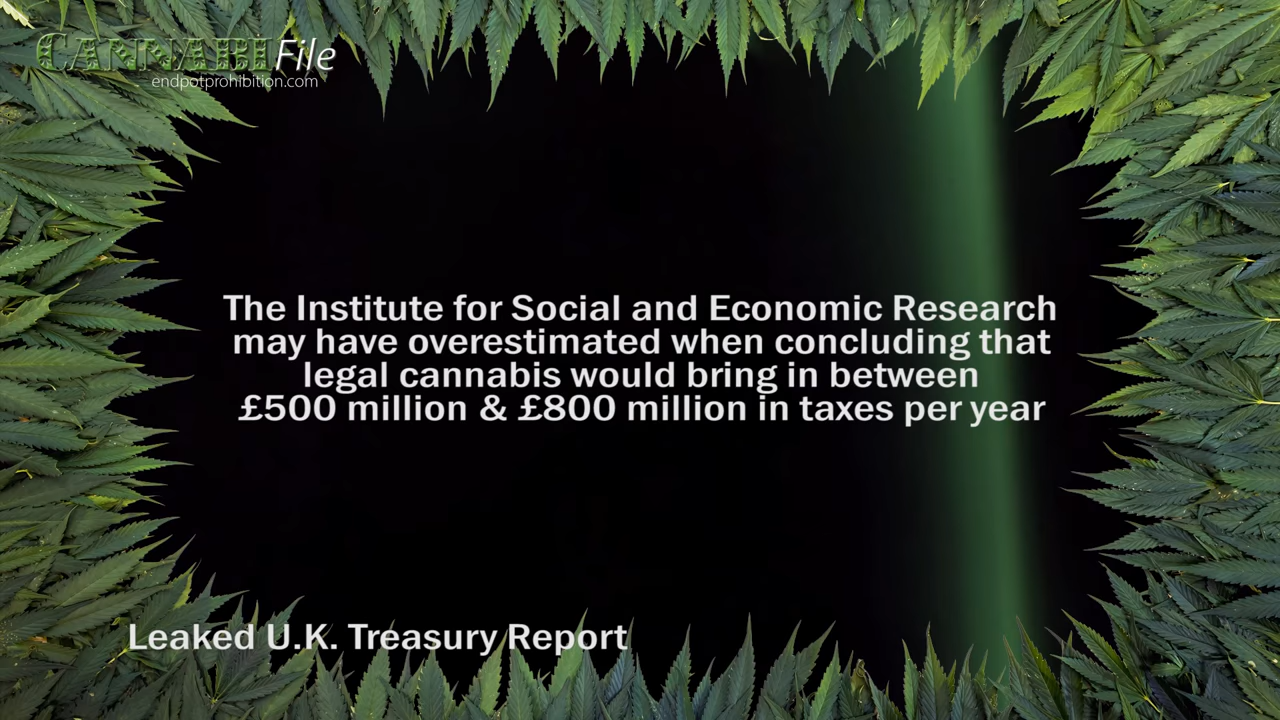 CANNABIFile
endpotprohibition.com
The Institute for Social and Economic Research
may have overestimated when concluding that
legal cannabis would bring in between
£500 million & £800 million in taxes per year
Leaked U.K. Treasury Report